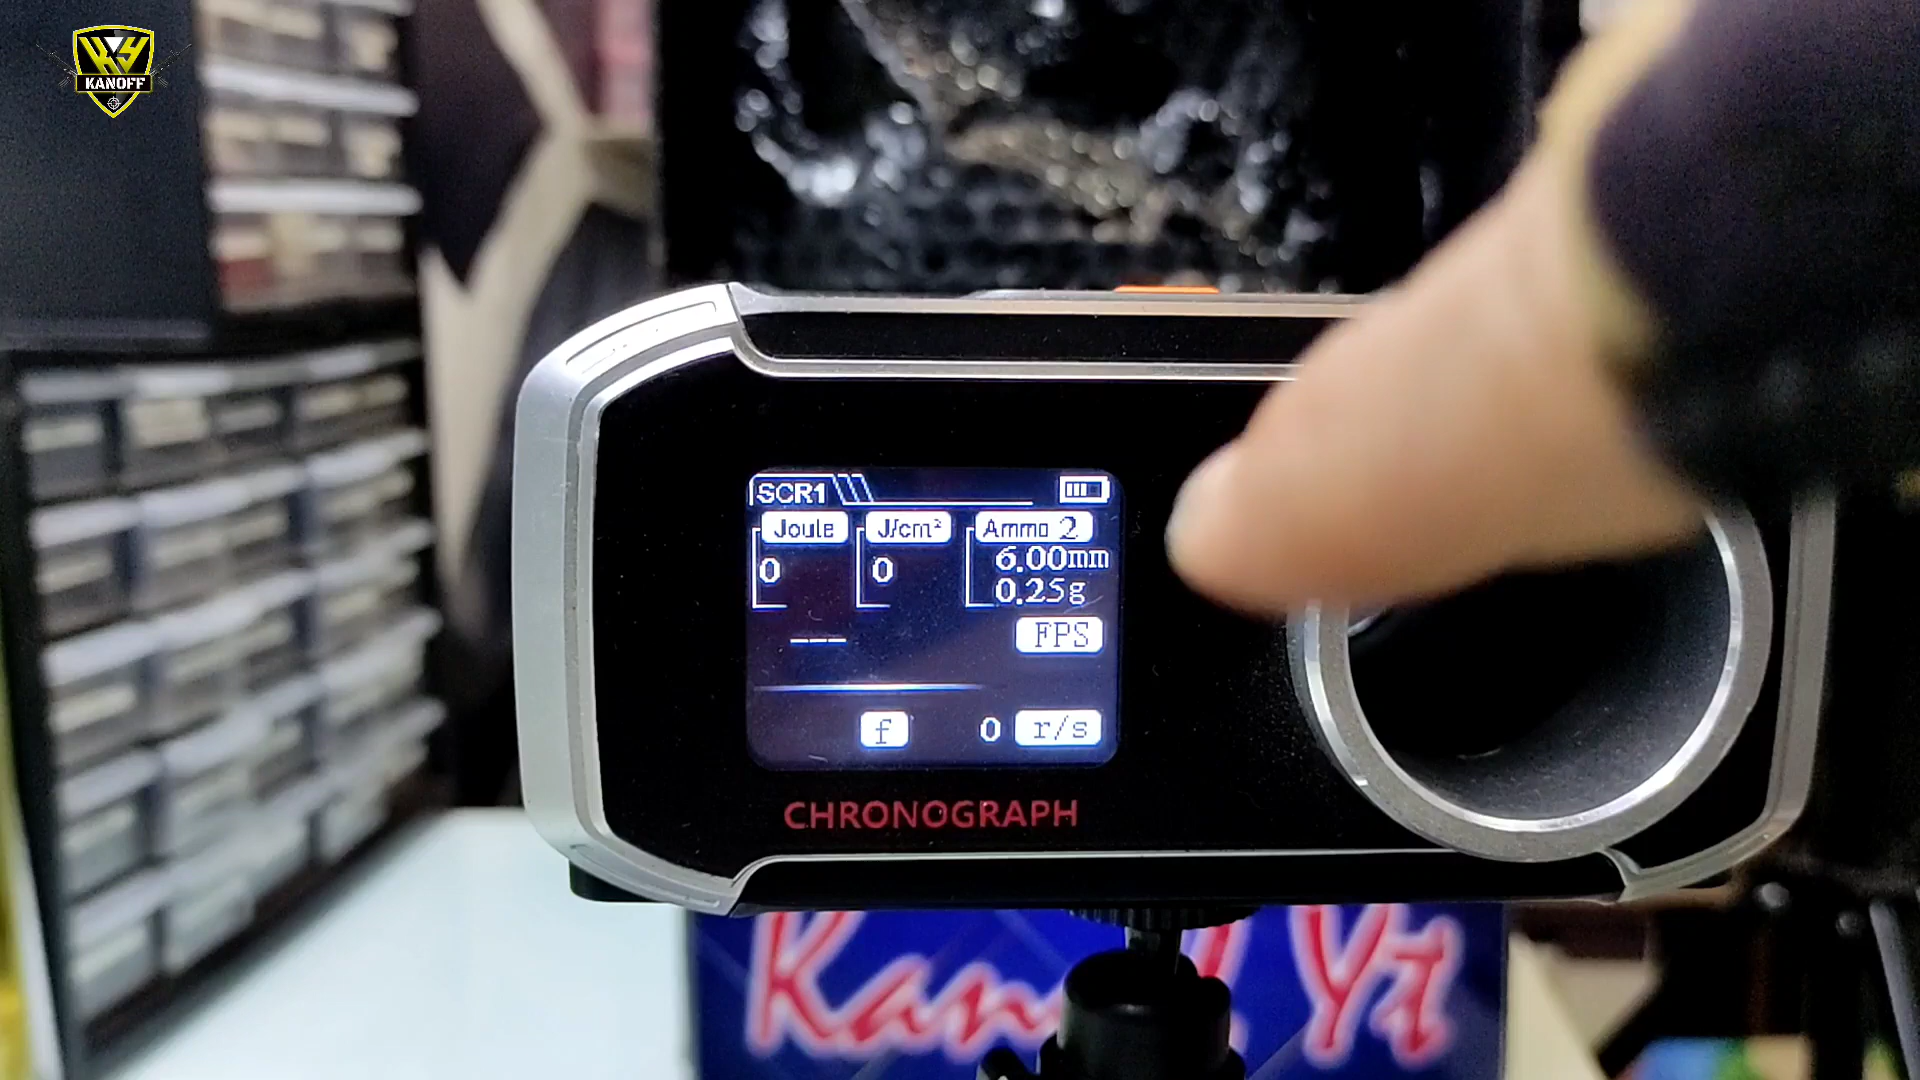 KANOFF
SCR1
Joule J/cm² Ammo 2
0 0 6.00mm
0.25g
--- FPS
f 0 r/s
CHRONOGRAPH